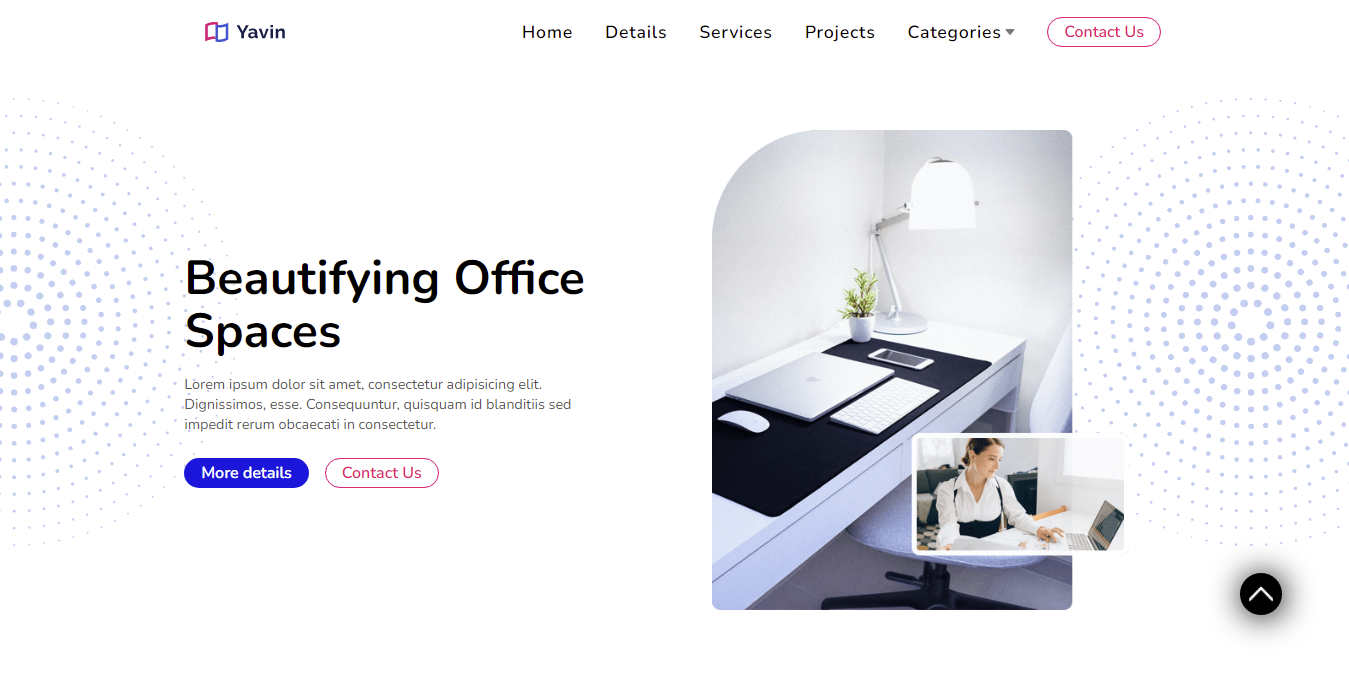 Yavin
Home Details Services Projects Categories Contact Us
Beautifying Office
Spaces
Lorem ipsum dolor sit amet, consectetur adipisicing elit.
Dignissimos, esse. Consequuntur, quisquam id blanditiis sed
impedit rerum obcaecati in consectetur.
More details Contact Us